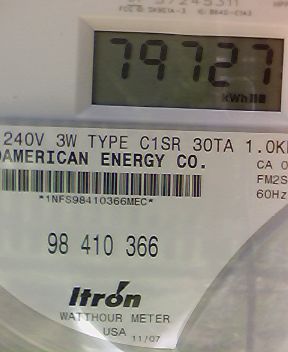 79727
kWh
240V 3W TYPE C1SR 30TA 1.0
AMERICAN ENERGY CO.
CA
FM2S
60Hz
*1NFS98410366MEC*
98 410 366
Itron
WATTHOUR METER
USA 11/07